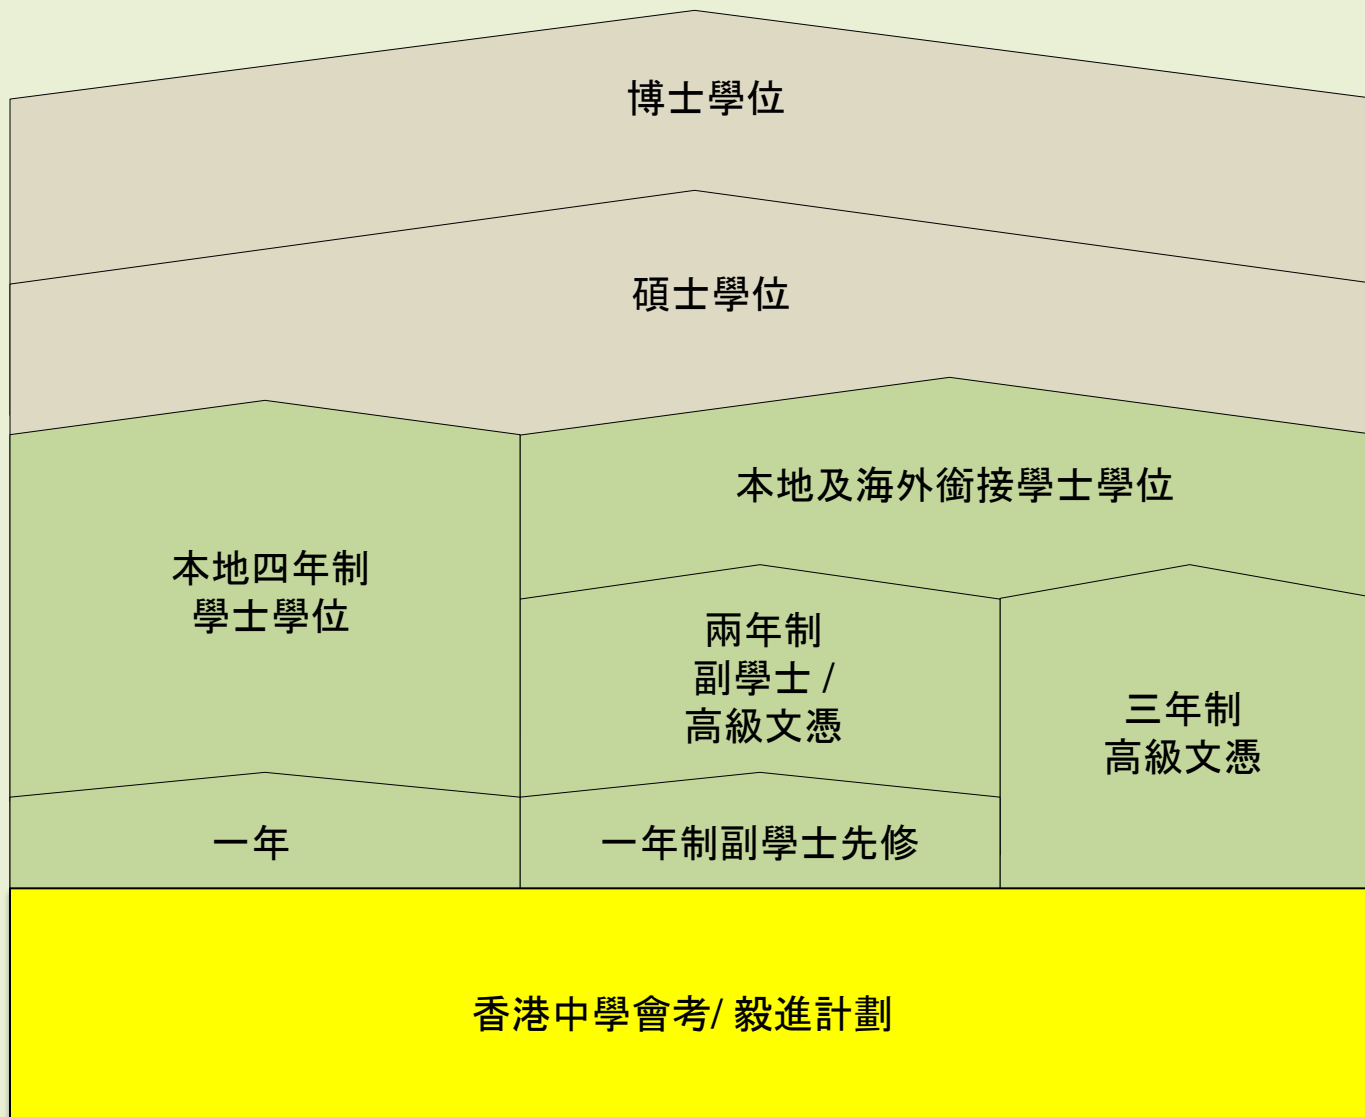 博士學位
碩士學位
本地及海外銜接學士學位
本地四年制
學士學位
兩年制
副學士 /
高級文憑
三年制
高級文憑
一年
一年制副學士先修
香港中學會考/ 毅進計劃